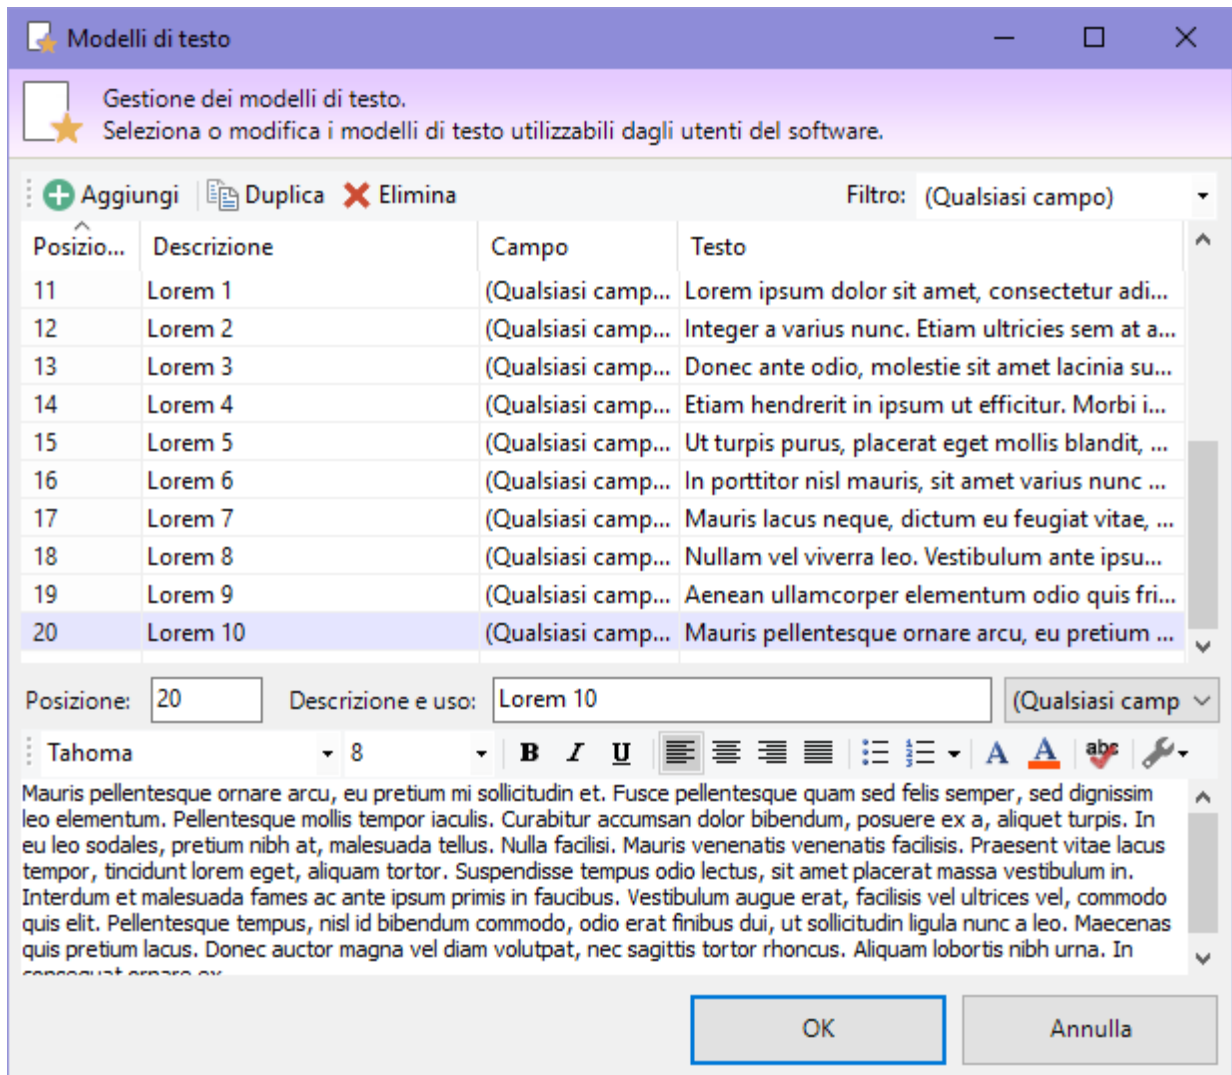 Modelli di testo
Gestione dei modelli di testo.
Seleziona o modifica i modelli di testo utilizzabili dagli utenti del software.
Aggiungi Duplica Elimina Filtro: (Qualsiasi campo)
Posizio... Descrizione Campo Testo
11 Lorem 1 (Qualsiasi camp... Lorem ipsum dolor sit amet, consectetur adi...
12 Lorem 2 (Qualsiasi camp... Integer a varius nunc. Etiam ultricies sem at a...
13 Lorem 3 (Qualsiasi camp... Donec ante odio, molestie sit amet lacinia su...
14 Lorem 4 (Qualsiasi camp... Etiam hendrerit in ipsum ut efficitur. Morbi i...
15 Lorem 5 (Qualsiasi camp... Ut turpis purus, placerat eget mollis blandit, ...
16 Lorem 6 (Qualsiasi camp... In porttitor nisl mauris, sit amet varius nunc ...
17 Lorem 7 (Qualsiasi camp... Mauris lacus neque, dictum eu feugiat vitae, ...
18 Lorem 8 (Qualsiasi camp... Nullam vel viverra leo. Vestibulum ante ipsu...
19 Lorem 9 (Qualsiasi camp... Aenean ullamcorper elementum odio quis fri...
20 Lorem 10 (Qualsiasi camp... Mauris pellentesque ornare arcu, eu pretium ...
Posizione: 20 Descrizione e uso: Lorem 10 (Qualsiasi camp
Tahoma 8 B I U A A abc
Mauris pellentesque ornare arcu, eu pretium mi sollicitudin et. Fusce pellentesque quam sed felis semper, sed dignissim
leo elementum. Pellentesque mollis tempor iaculis. Curabitur accumsan dolor bibendum, posuere ex a, aliquet turpis. In
eu leo sodales, pretium nibh at, malesuada tellus. Nulla facilisi. Mauris venenatis venenatis facilisis. Praesent vitae lacus
tempor, tincidunt lorem eget, aliquam tortor. Suspendisse tempus odio lectus, sit amet placerat massa vestibulum in.
Interdum et malesuada fames ac ante ipsum primis in faucibus. Vestibulum augue erat, facilisis vel ultrices vel, commodo
quis elit. Pellentesque tempus, nisl id bibendum commodo, odio erat finibus dui, ut sollicitudin ligula nunc a leo. Maecenas
quis pretium lacus. Donec auctor magna vel diam volutpat, nec sagittis tortor rhoncus. Aliquam lobortis nibh urna. In
consequat ornare ex
OK Annulla